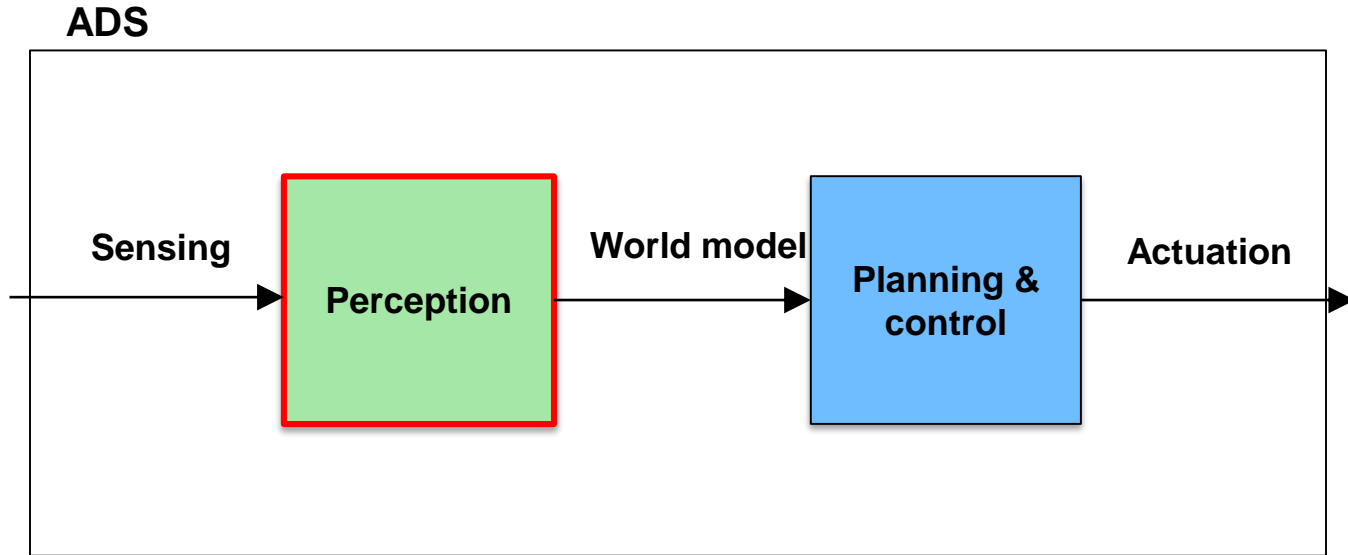 ADS
Sensing
Perception
World model
Planning &
control
Actuation